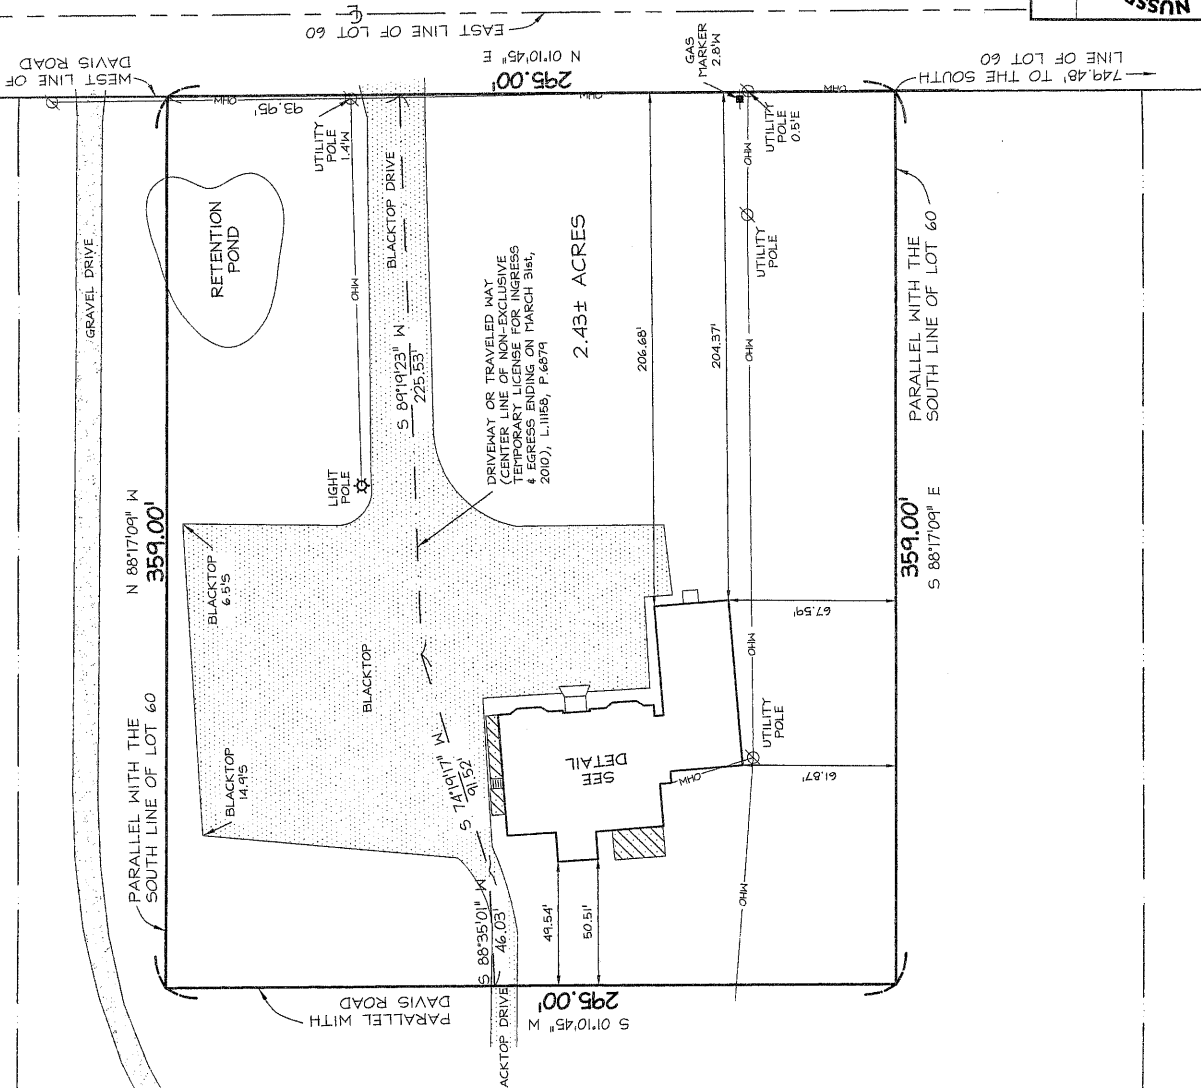 NUSS
EAST LINE OF LOT 60
N 01°10'45" E
295.00'
WEST LINE OF
DAVIS ROAD
GAS
MARKER
2.8'W
749.48' TO THE SOUTH
LINE OF LOT 60
OHW
93.95'
OHW
OHW
UTILITY
POLE
1.4'W
UTILITY
POLE
0.5'E
BLACKTOP DRIVE
OHW
RETENTION
POND
GRAVEL DRIVE
OHW
UTILITY
POLE
2.43± ACRES
PARALLEL WITH THE
SOUTH LINE OF LOT 60
DRIVEWAY OR TRAVELED WAY
(CENTER LINE OF NON-EXCLUSIVE
TEMPORARY LICENSE FOR INGRESS
& EGRESS ENDING ON MARCH 31st,
2010), L.11158, P.6879
S 89°19'23" W
225.53'
206.68'
204.37'
OHW
LIGHT
POLE
N 88°17'09" W
359.00'
359.00'
S 88°17'09" E
BLACKTOP
6.5'S
67.59'
OHW
BLACKTOP
PARALLEL WITH THE
SOUTH LINE OF LOT 60
BLACKTOP
14.9'S
S 74°19'17" W
91.52'
SEE
DETAIL
UTILITY
POLE
OHW
61.87'
OHW
S 88°35'01" W
46.03'
49.54'
50.51'
PARALLEL WITH
DAVIS ROAD
ACKTOP DRIVE
295.00'
S 01°10'45" W